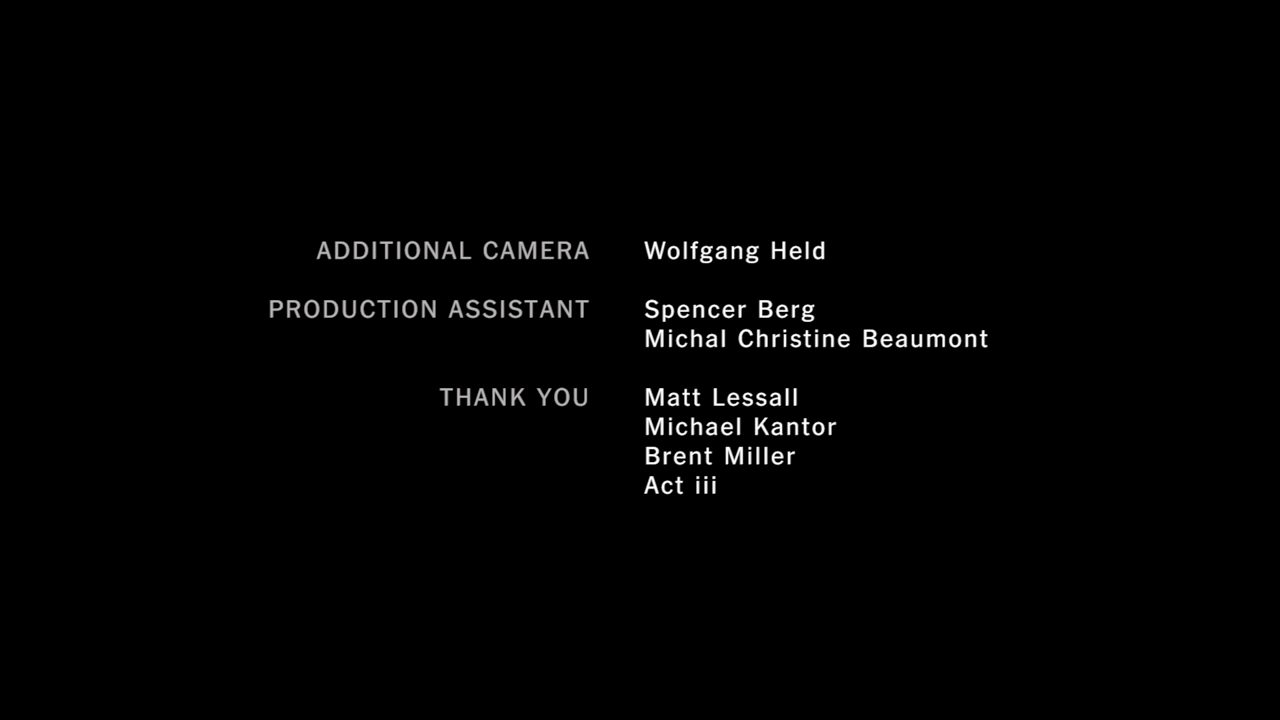 ADDITIONAL CAMERA Wolfgang Held
PRODUCTION ASSISTANT Spencer Berg
Michal Christine Beaumont
THANK YOU Matt Lessall
Michael Kantor
Brent Miller
Act iii